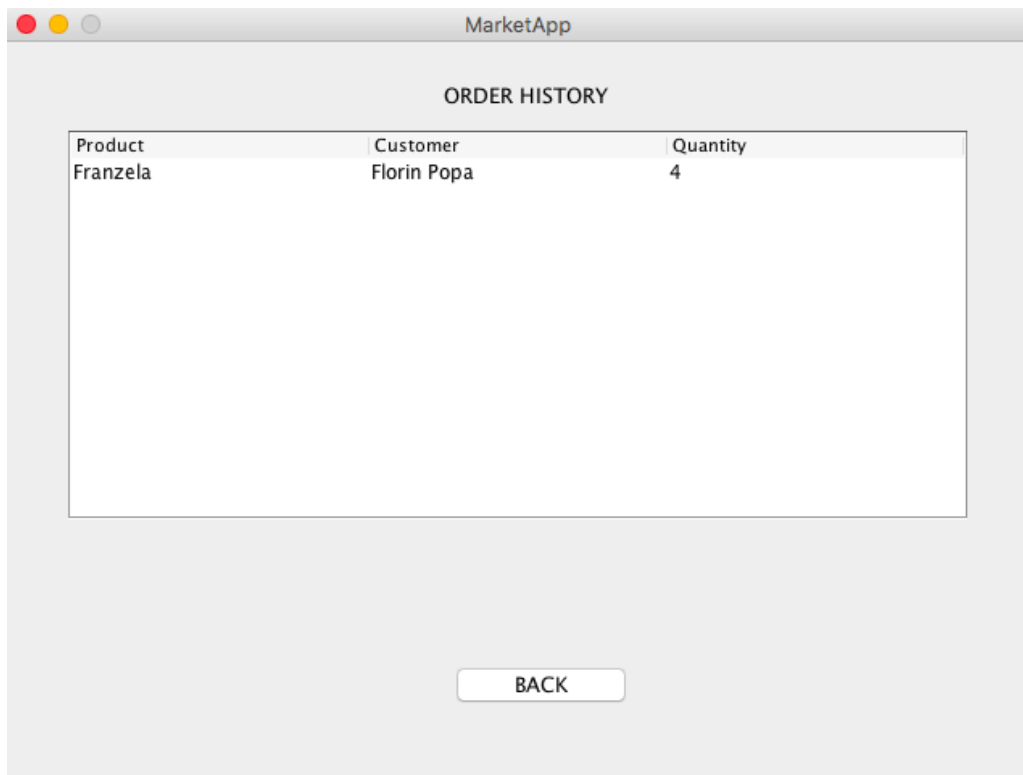 MarketApp
ORDER HISTORY
Product Customer Quantity
Franzela Florin Popa 4
BACK